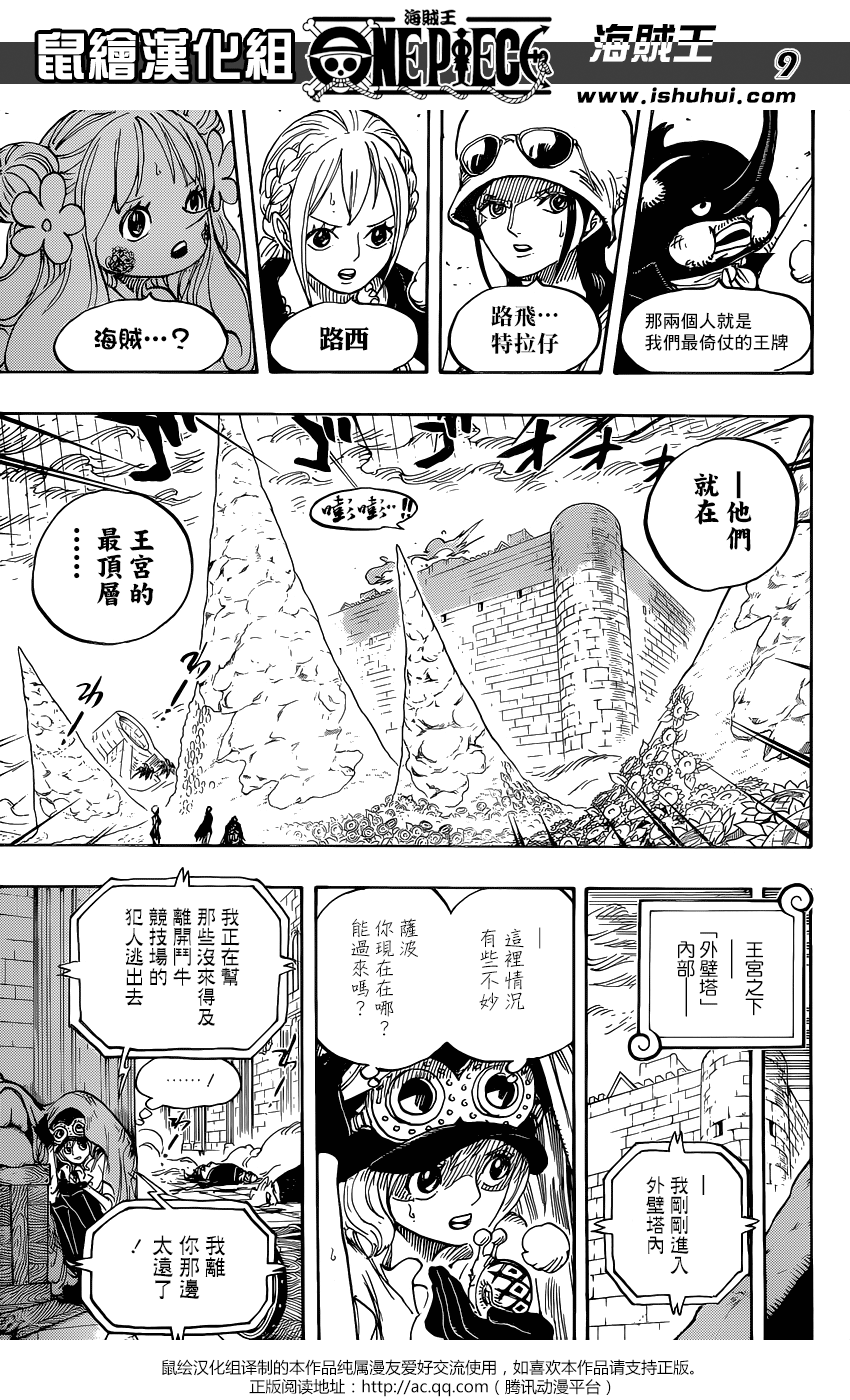 鼠繪漢化組
海賊王
ONE PIECE
海賊王
9
www.ishuhui.com
那兩個人就是
我們最倚仗的王牌
路飛…
特拉仔
路西
海賊…？
—他們
就在
嘭嘭…!!
王宮的
最頂層
……
ドゴゴオオオ
王宮之下
——
「外壁塔」
內部—
—
我剛剛進入
外壁塔內
—
這裡情況
有些不妙
薩波
你現在在哪？
能過來嗎？
我正在幫
那些沒來得及
離開鬥牛
競技場的
犯人逃出去
……！
我離
你那邊
太遠了
！
鼠绘汉化组译制的本作品纯属漫友爱好交流使用，如喜欢本作品请支持正版。
正版阅读地址：http://ac.qq.com（腾讯动漫平台）